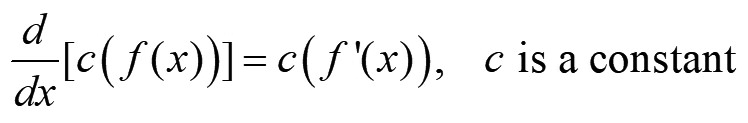 d/dx [c(f(x))] = c(f'(x)), c is a constant